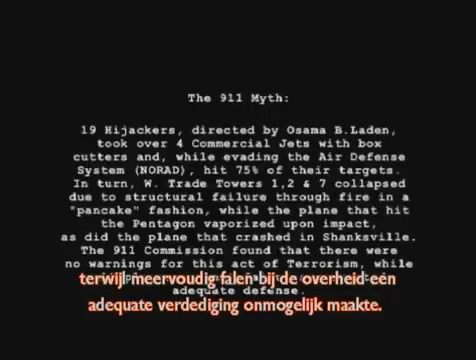 The 911 Myth:
19 Hijackers, directed by Osama B.Laden,
took over 4 Commercial Jets with box
cutters and, while evading the Air Defense
System (NORAD), hit 75% of their targets.
In turn, W. Trade Towers 1,2 & 7 collapsed
due to structural failure through fire in a
"pancake" fashion, while the plane that hit
the Pentagon vaporized upon impact,
as did the plane that crashed in Shanksville.
The 911 Commission found that there were
no warnings for this act of Terrorism, while
adequate defense.
terwijl meervoudig falen bij de overheid een
adequate verdediging onmogelijk maakte.